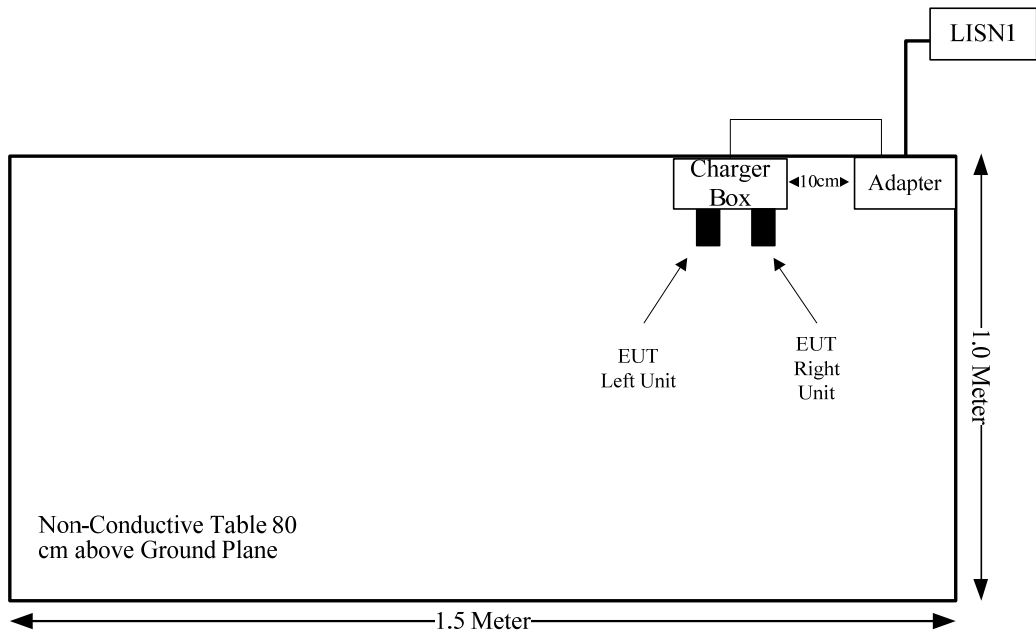 LISN1
Charger
Box
10cm
Adapter
EUT
Left Unit
EUT
Right
Unit
1.0 Meter
Non-Conductive Table 80
cm above Ground Plane
1.5 Meter